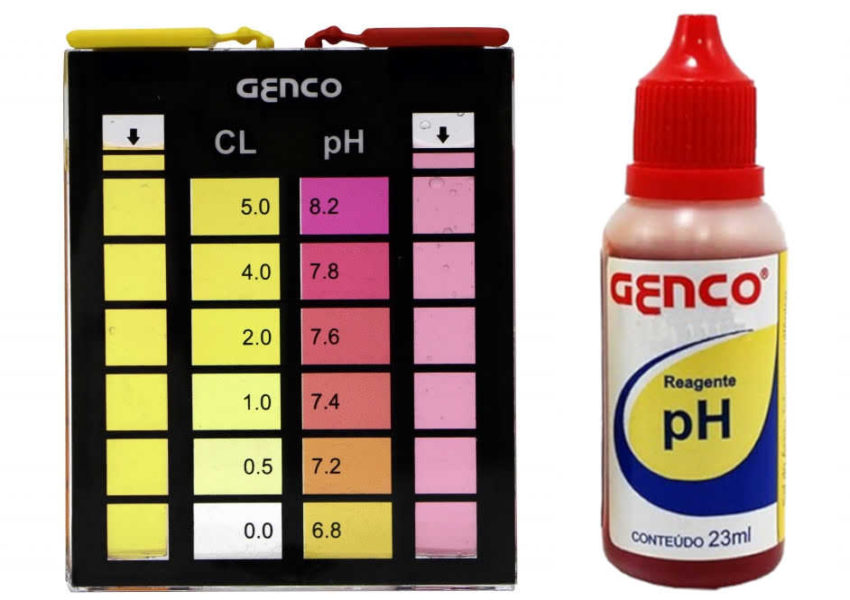 GENCO
CL pH
5.0 8.2
4.0 7.8
2.0 7.6
1.0 7.4
0.5 7.2
0.0 6.8
GENCO®
Reagente
pH
CONTEÚDO 23ml